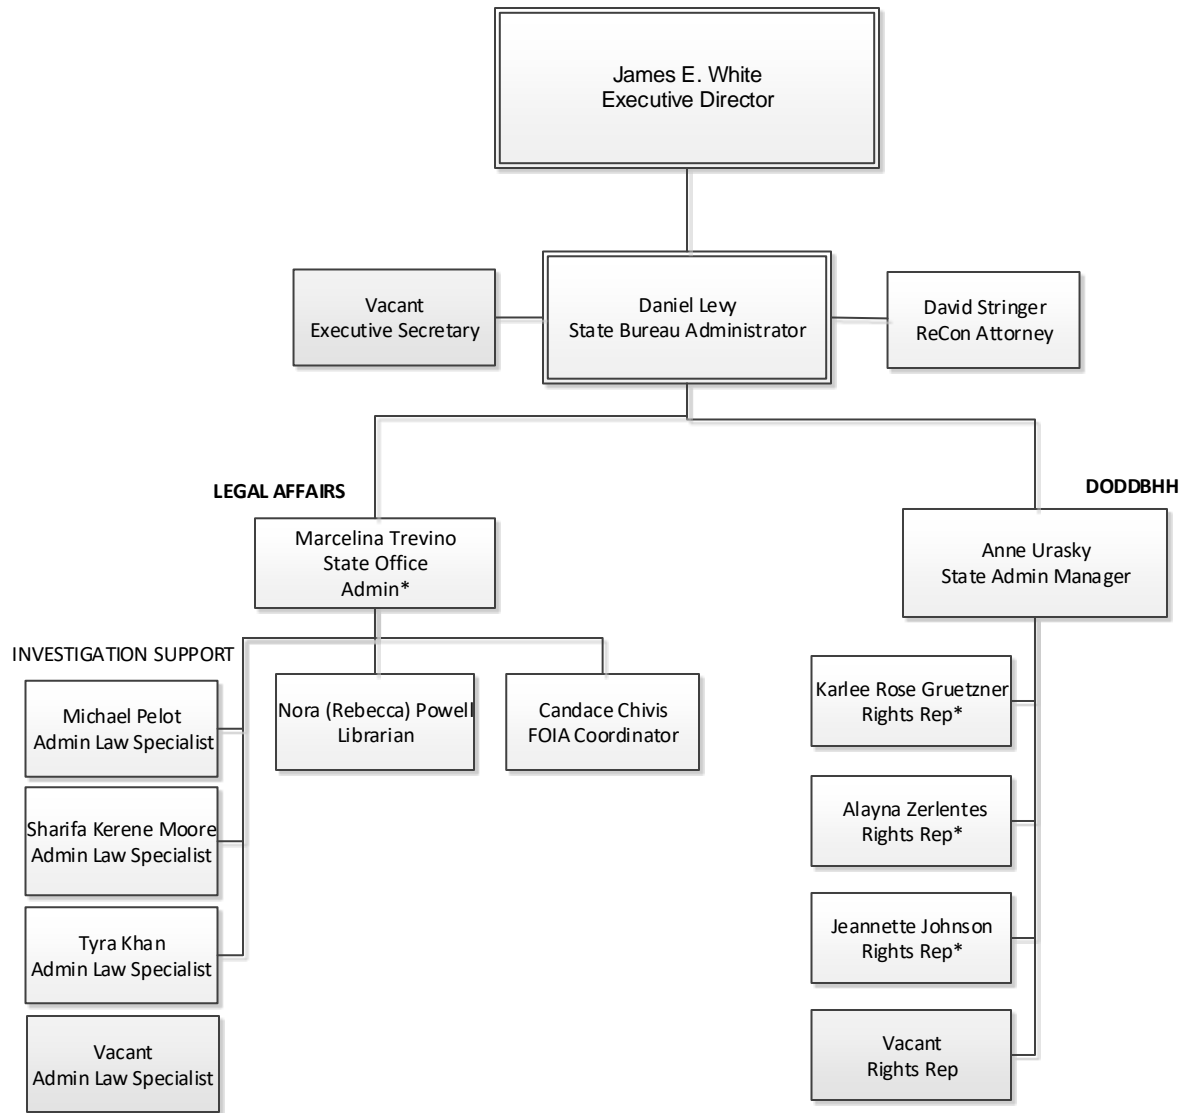 James E. White
Executive Director
Vacant
Executive Secretary
Daniel Levy
State Bureau Administrator
David Stringer
ReCon Attorney
LEGAL AFFAIRS
Marcelina Trevino
State Office
Admin*
INVESTIGATION SUPPORT
Michael Pelot
Admin Law Specialist
Sharifa Kerene Moore
Admin Law Specialist
Tyra Khan
Admin Law Specialist
Vacant
Admin Law Specialist
Nora (Rebecca) Powell
Librarian
Candace Chivis
FOIA Coordinator
DODDBHH
Anne Urasky
State Admin Manager
Karlee Rose Gruetzner
Rights Rep*
Alayna Zerlentes
Rights Rep*
Jeannette Johnson
Rights Rep*
Vacant
Rights Rep